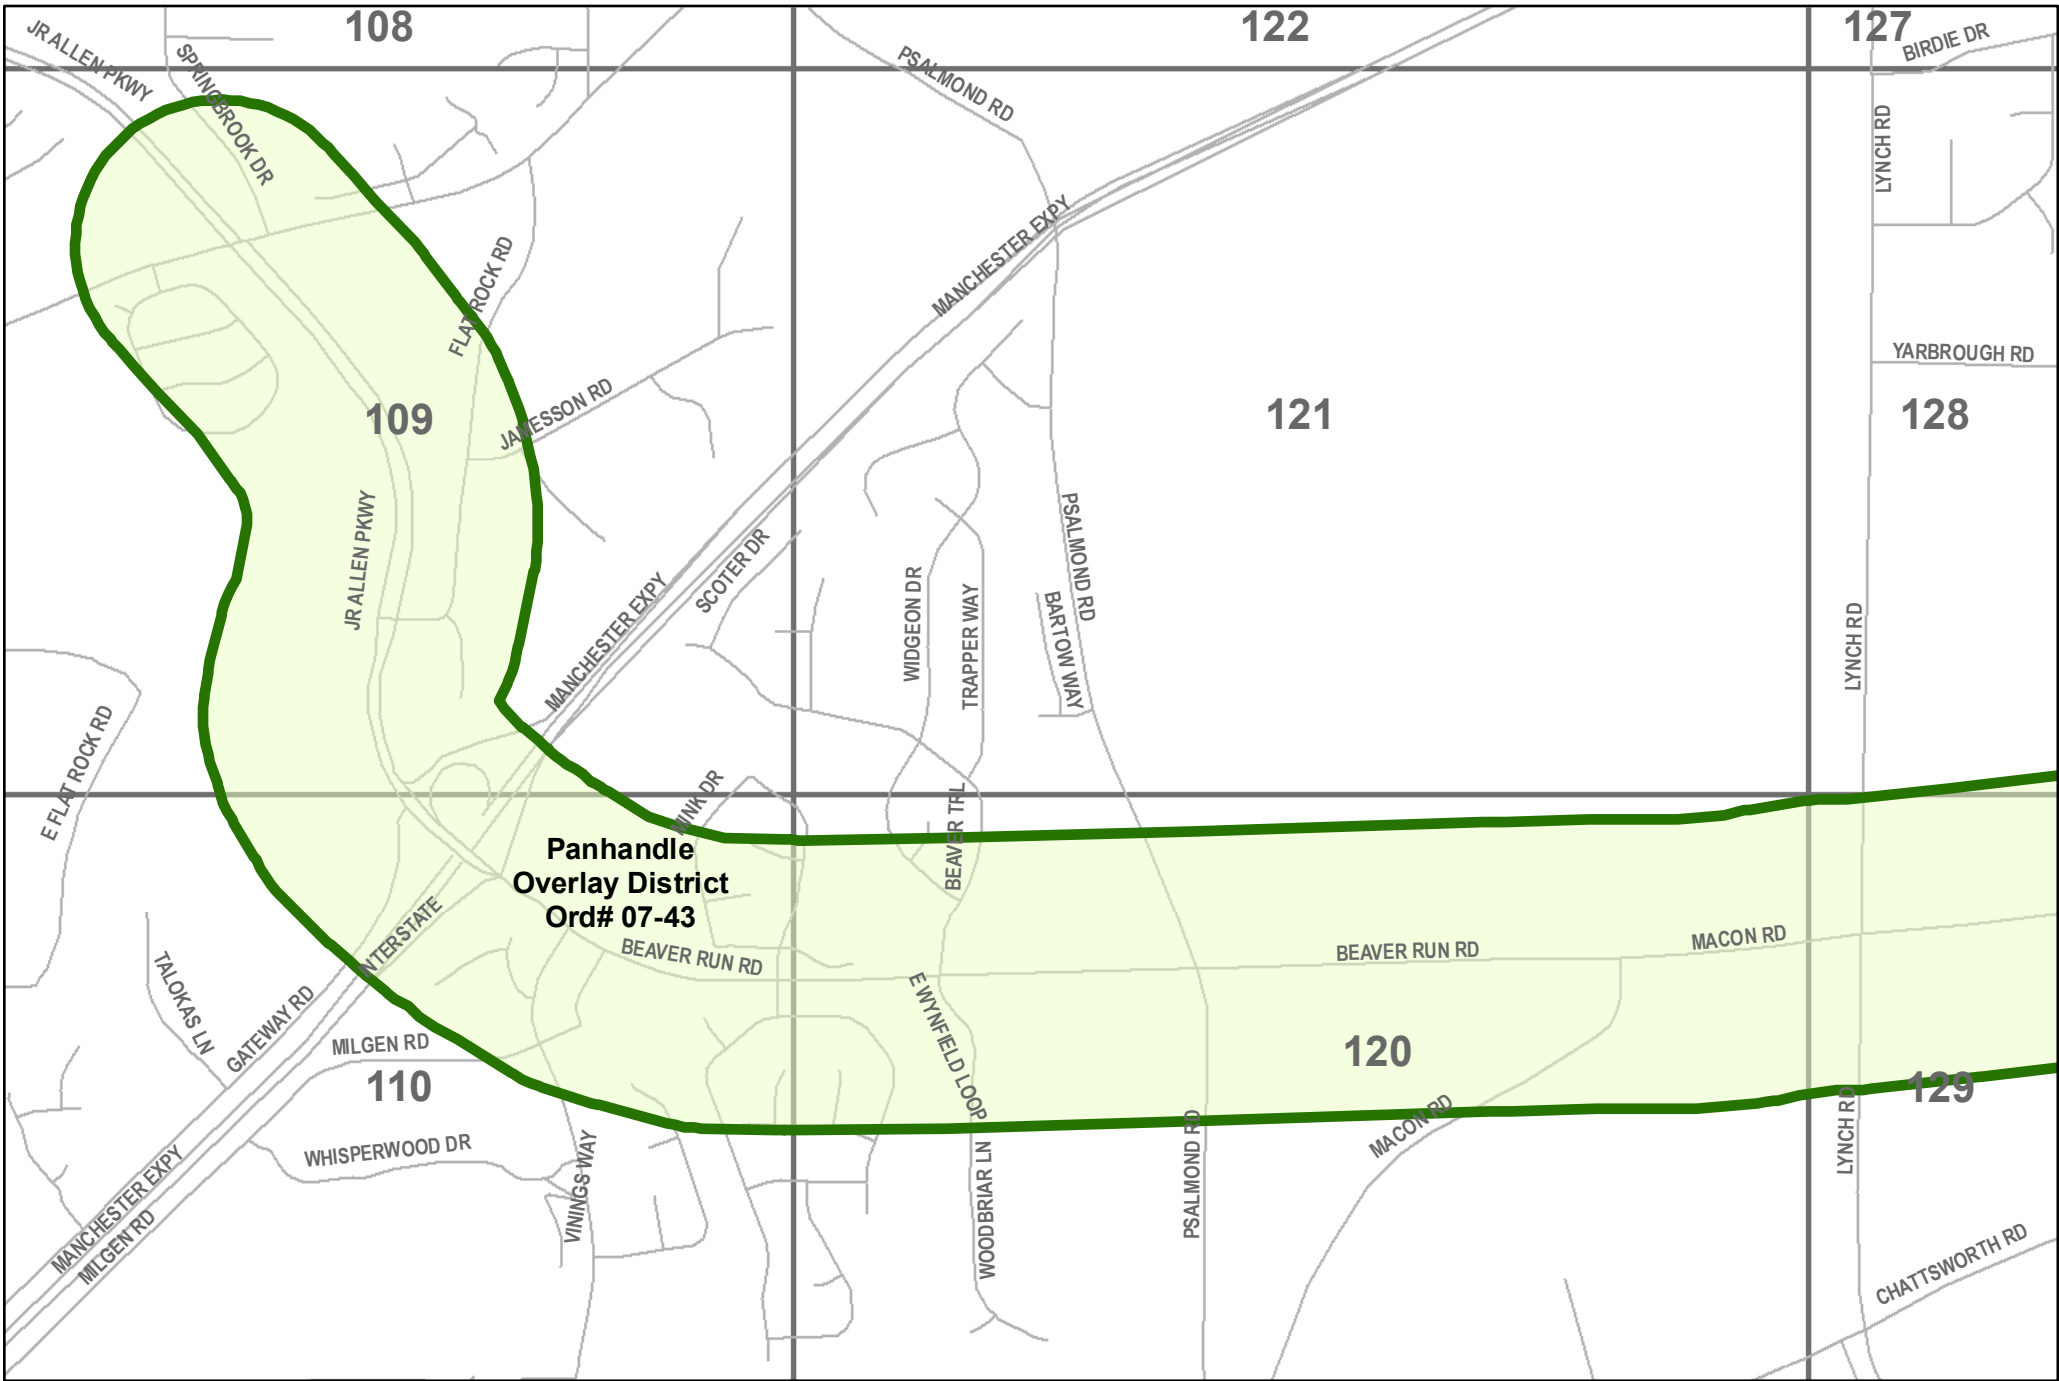 108
122
127
JR ALLEN PKWY
SPRINGBROOK DR
PSALMOND RD
BIRDIE DR
LYNCH RD
FLAT ROCK RD
MANCHESTER EXPY
YARBROUGH RD
109
JAMESSON RD
121
128
JR ALLEN PKWY
SCOTER DR
PSALMOND RD
MANCHESTER EXPY
WIDGEON DR
TRAPPER WAY
BARTOW WAY
LYNCH RD
E FLAT ROCK RD
MINK DR
BEAVER TRL
Panhandle
Overlay District
Ord# 07-43
INTERSTATE
BEAVER RUN RD
BEAVER RUN RD
MACON RD
TALOKAS LN
GATEWAY RD
E WYNFIELD LOOP
MILGEN RD
110
120
129
MACON RD
LYNCH RD
WHISPERWOOD DR
VININGS WAY
WOODBRIAR LN
PSALMOND RD
MANCHESTER EXPY
MILGEN RD
CHATTSWORTH RD